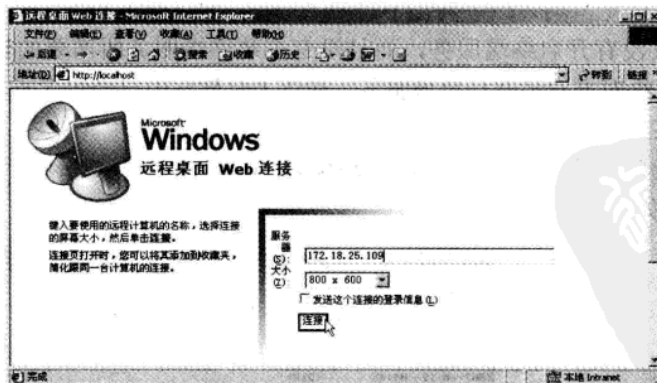 远程桌面 Web 连接 - Microsoft Internet Explorer
文件(F) 编辑(E) 查看(V) 收藏(A) 工具(T) 帮助(H)
后退 搜索 收藏 历史
地址(D) http://localhost 转到 链接 »
Microsoft
Windows
远程桌面 Web 连接
键入要使用的远程计算机的名称，选择连接
的屏幕大小，然后单击连接。
连接页打开时，您可以将其添加到收藏夹，
简化跟同一台计算机的连接。
服务
器
(S): 172.18.25.109
大小
(Z): 800 x 600
发送这个连接的登录信息(L)
连接
完成 本地 Intranet